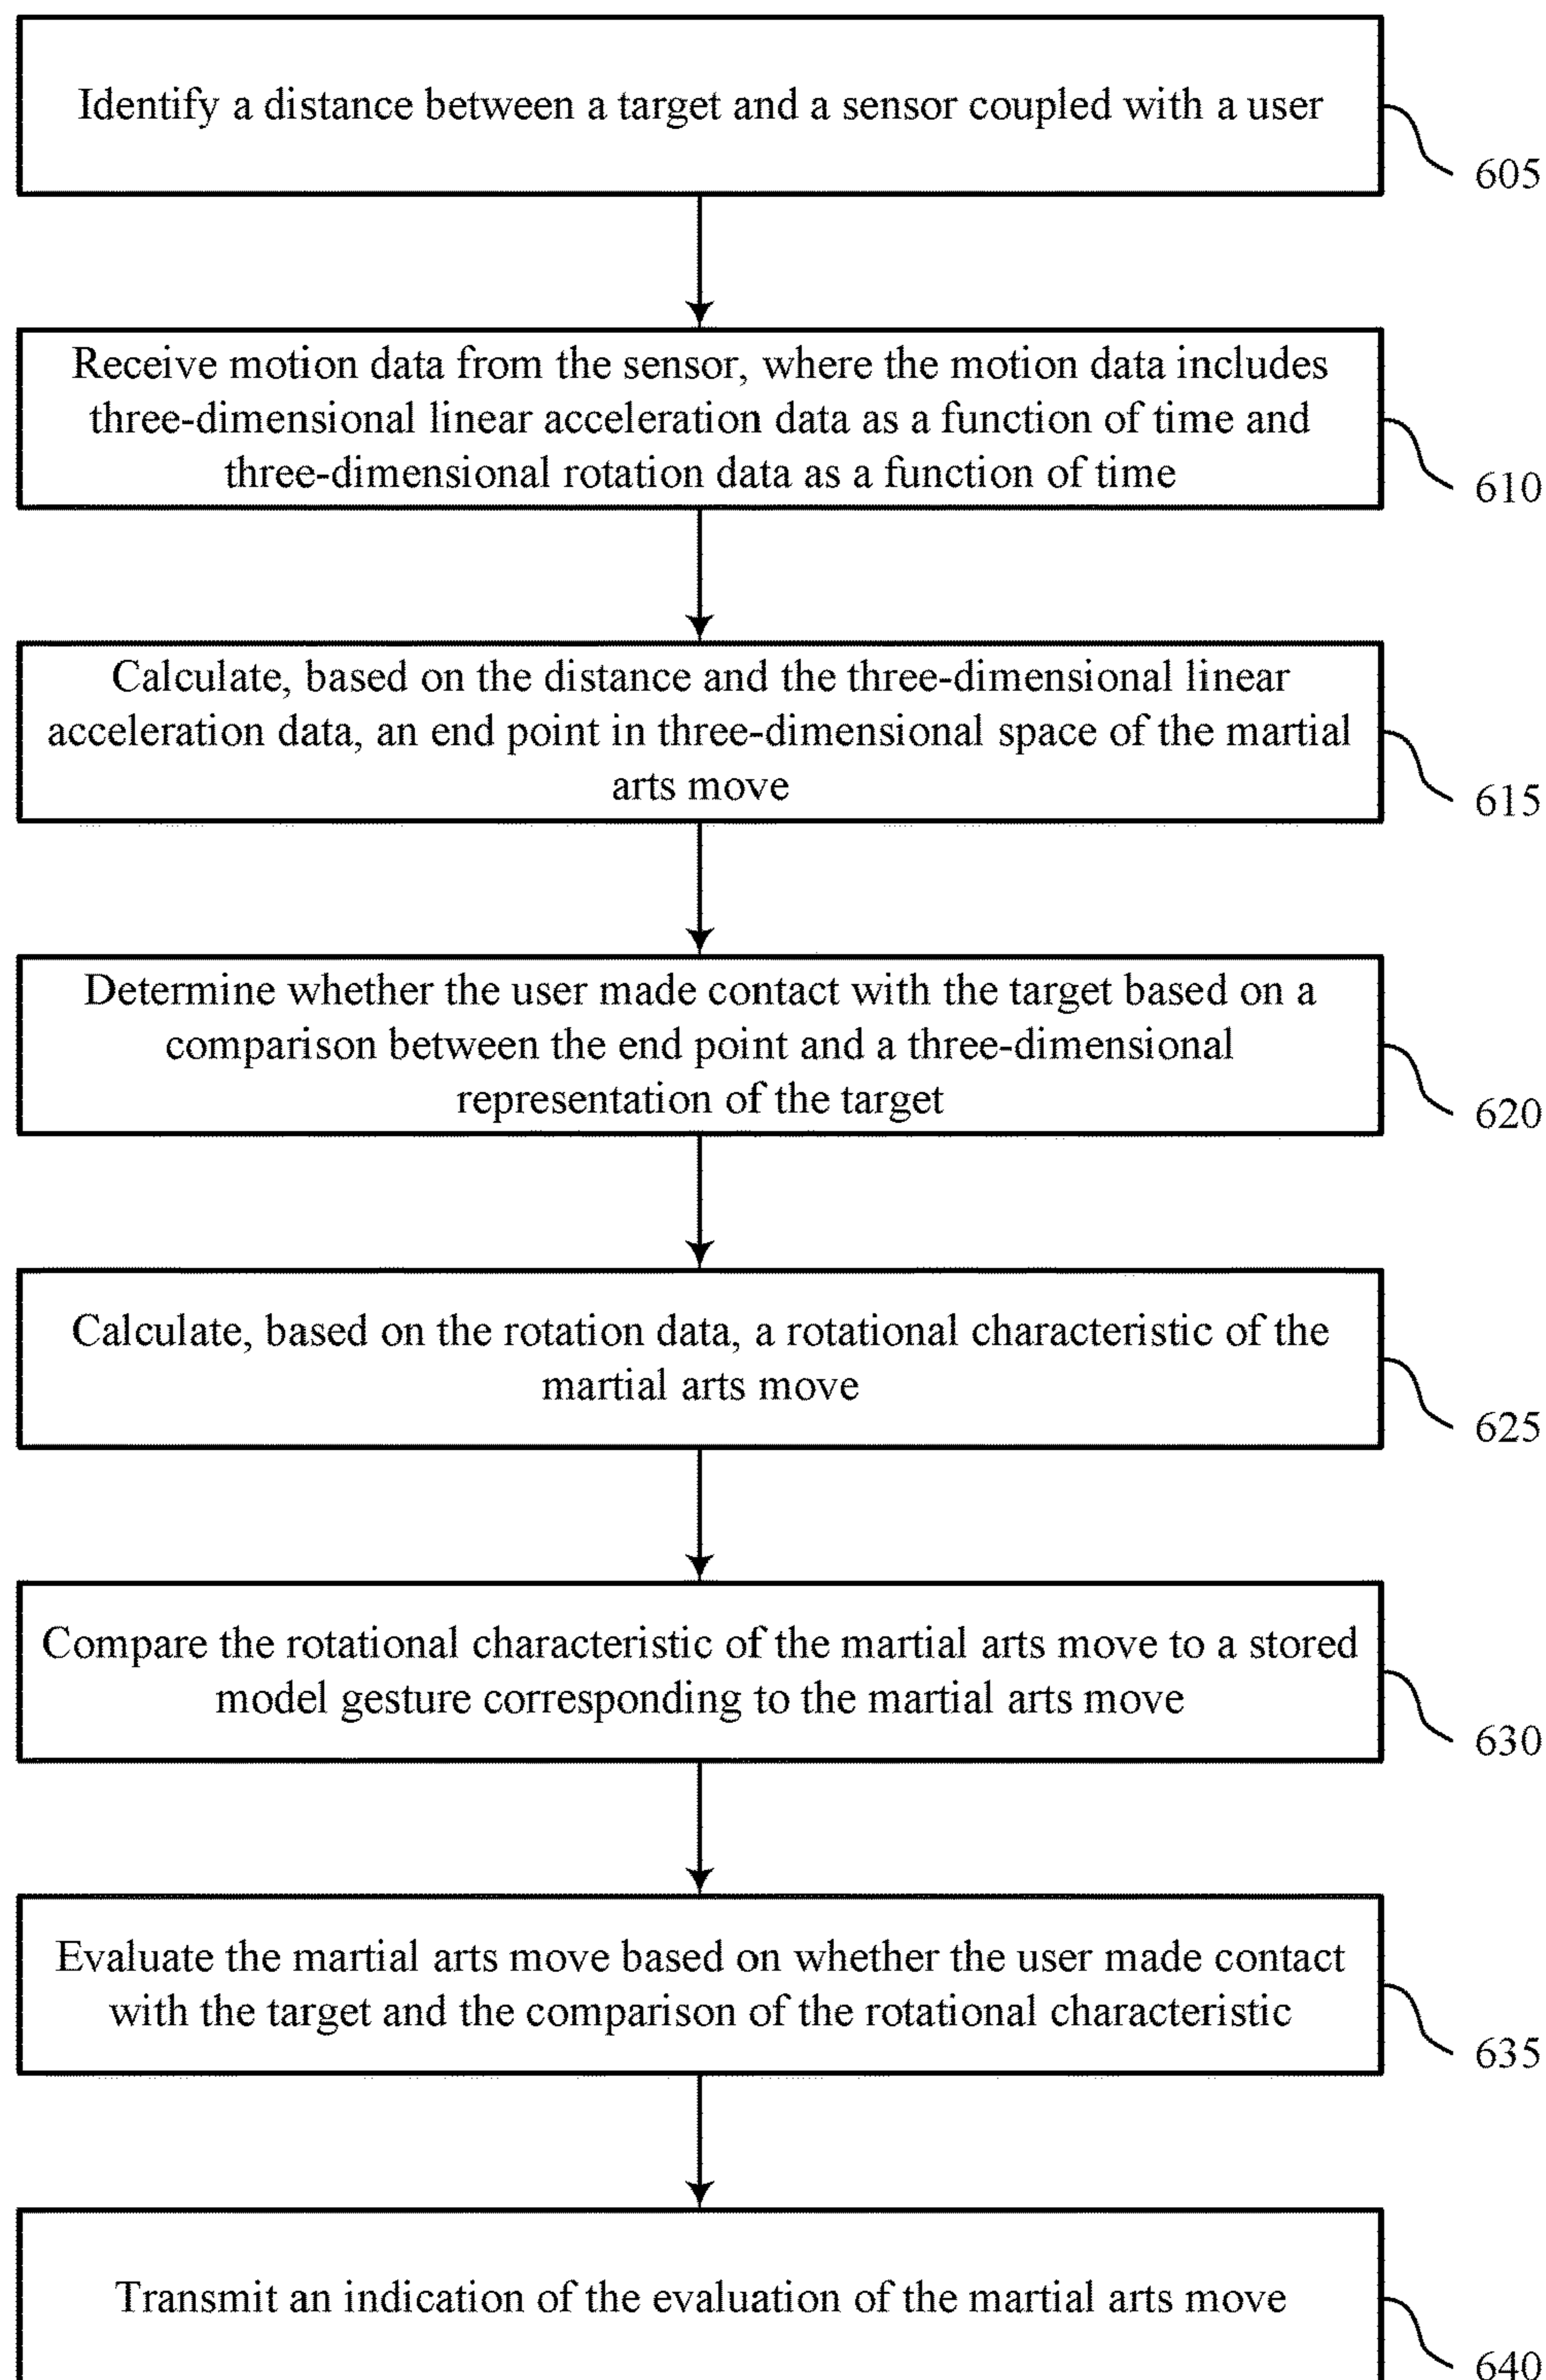 Identify a distance between a target and a sensor coupled with a user
605
Receive motion data from the sensor, where the motion data includes
three-dimensional linear acceleration data as a function of time and
three-dimensional rotation data as a function of time
610
Calculate, based on the distance and the three-dimensional linear
acceleration data, an end point in three-dimensional space of the martial
arts move
615
Determine whether the user made contact with the target based on a
comparison between the end point and a three-dimensional
representation of the target
620
Calculate, based on the rotation data, a rotational characteristic of the
martial arts move
625
Compare the rotational characteristic of the martial arts move to a stored
model gesture corresponding to the martial arts move
630
Evaluate the martial arts move based on whether the user made contact
with the target and the comparison of the rotational characteristic
635
Transmit an indication of the evaluation of the martial arts move
640